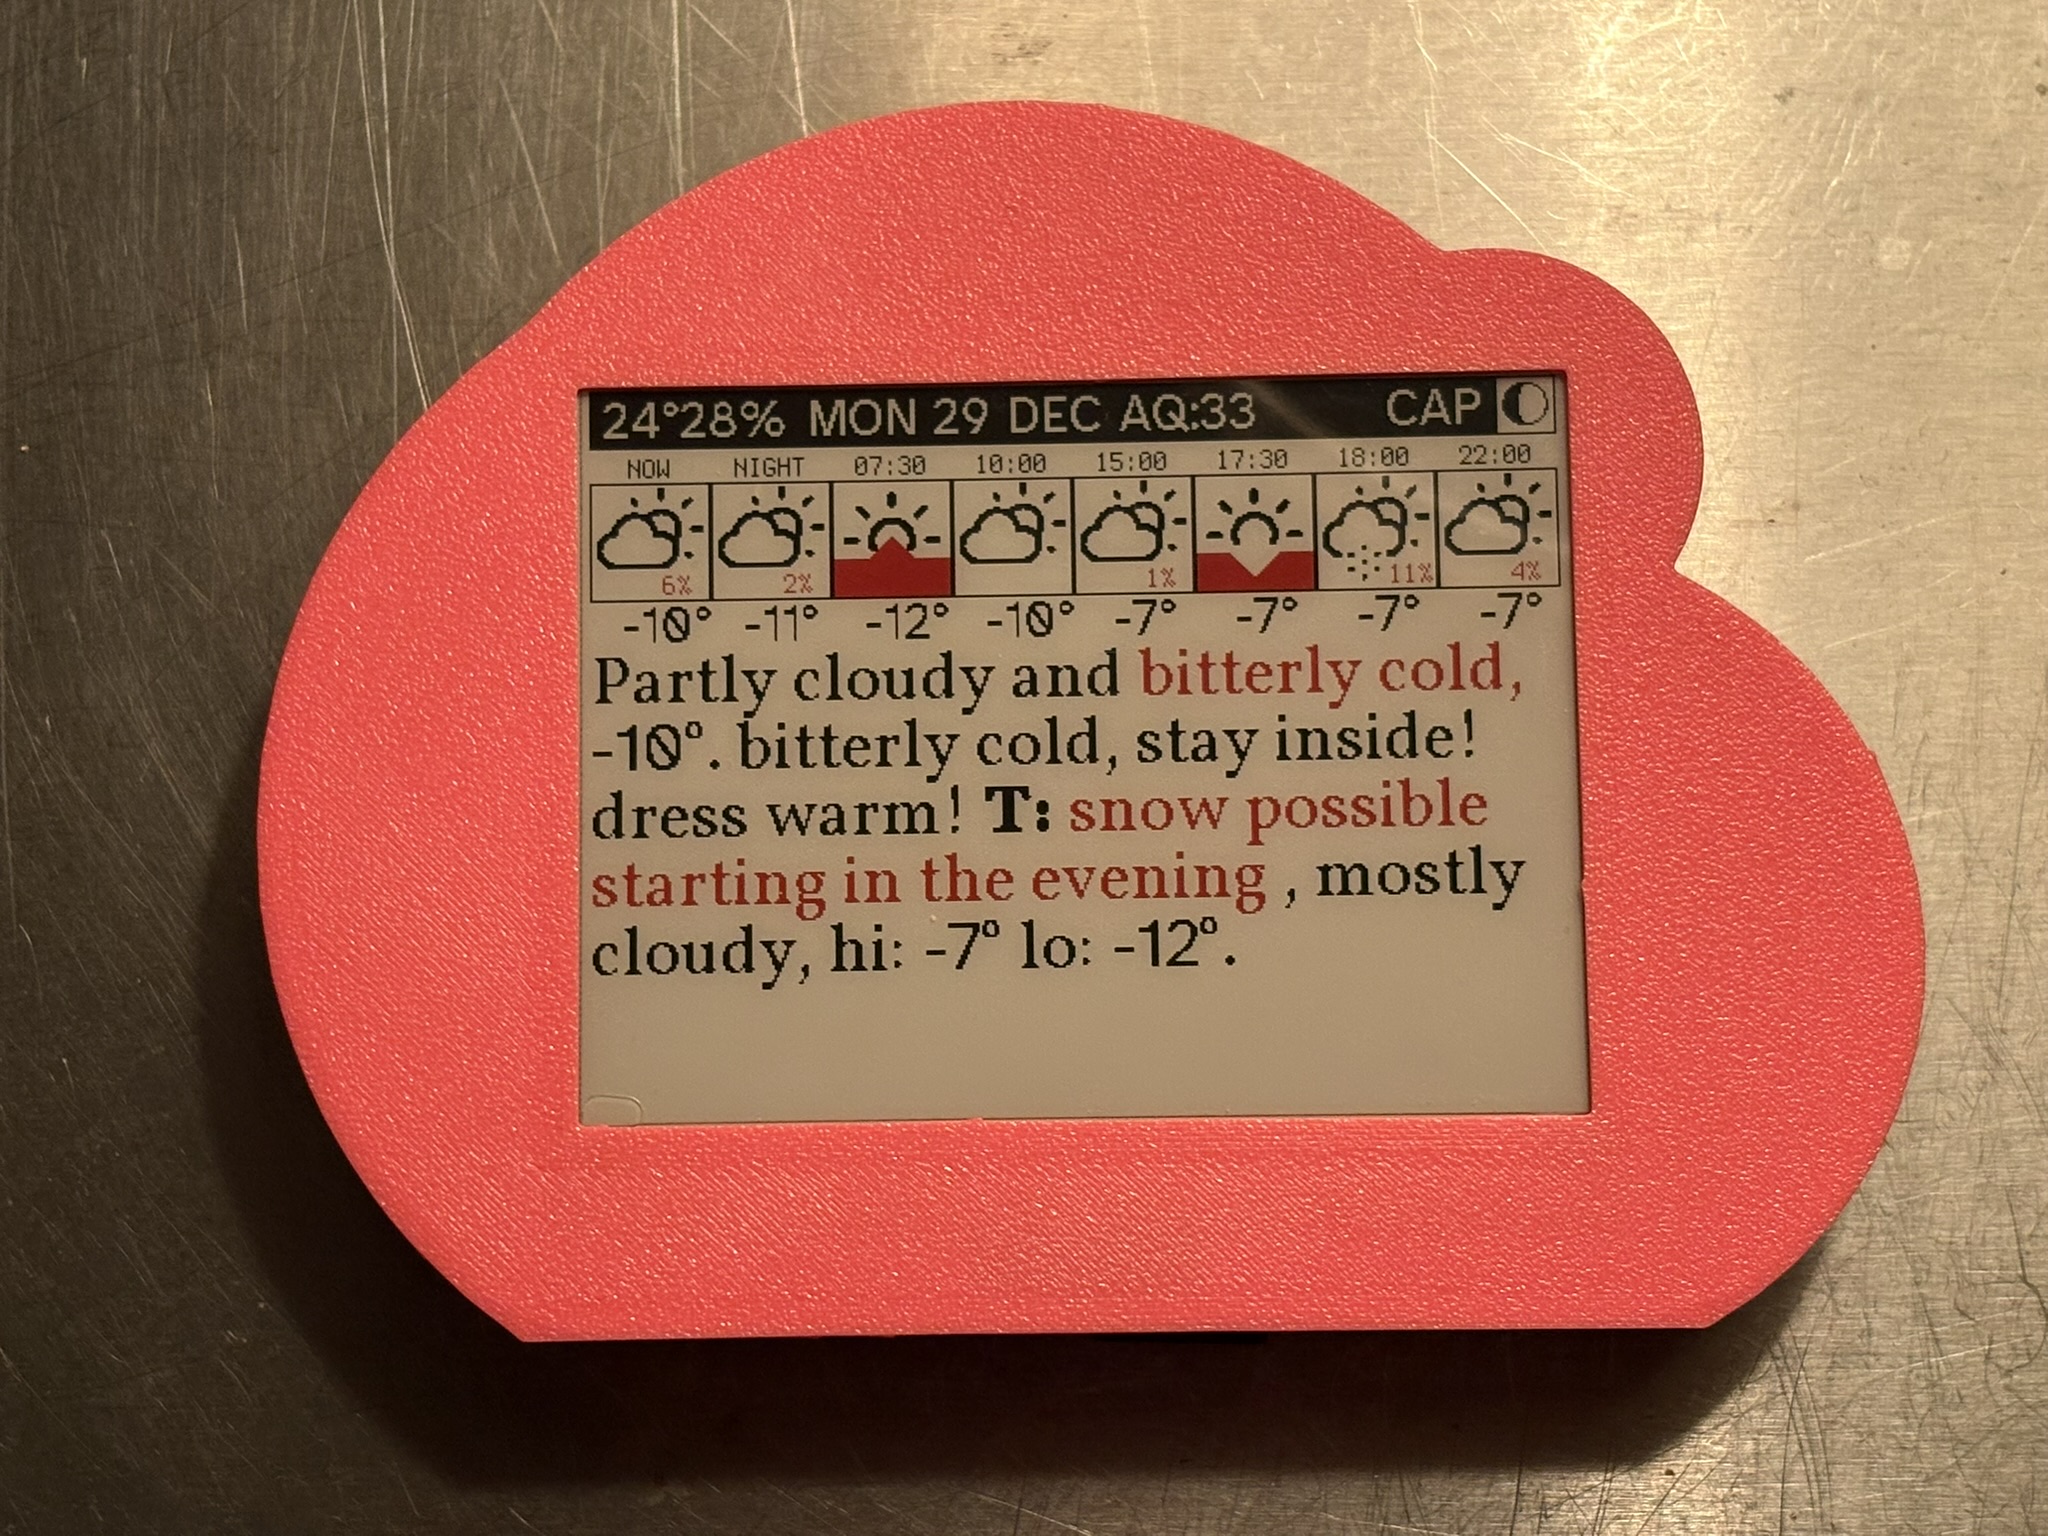 24°28% MON 29 DEC AQ:33 CAP
NOW NIGHT 07:30 10:00 15:00 17:30 18:00 22:00
6% 2% 1% 11% 4%
-10° -11° -12° -10° -7° -7° -7° -7°
Partly cloudy and bitterly cold,
-10°. bitterly cold, stay inside!
dress warm! T: snow possible
starting in the evening , mostly
cloudy, hi: -7° lo: -12°.